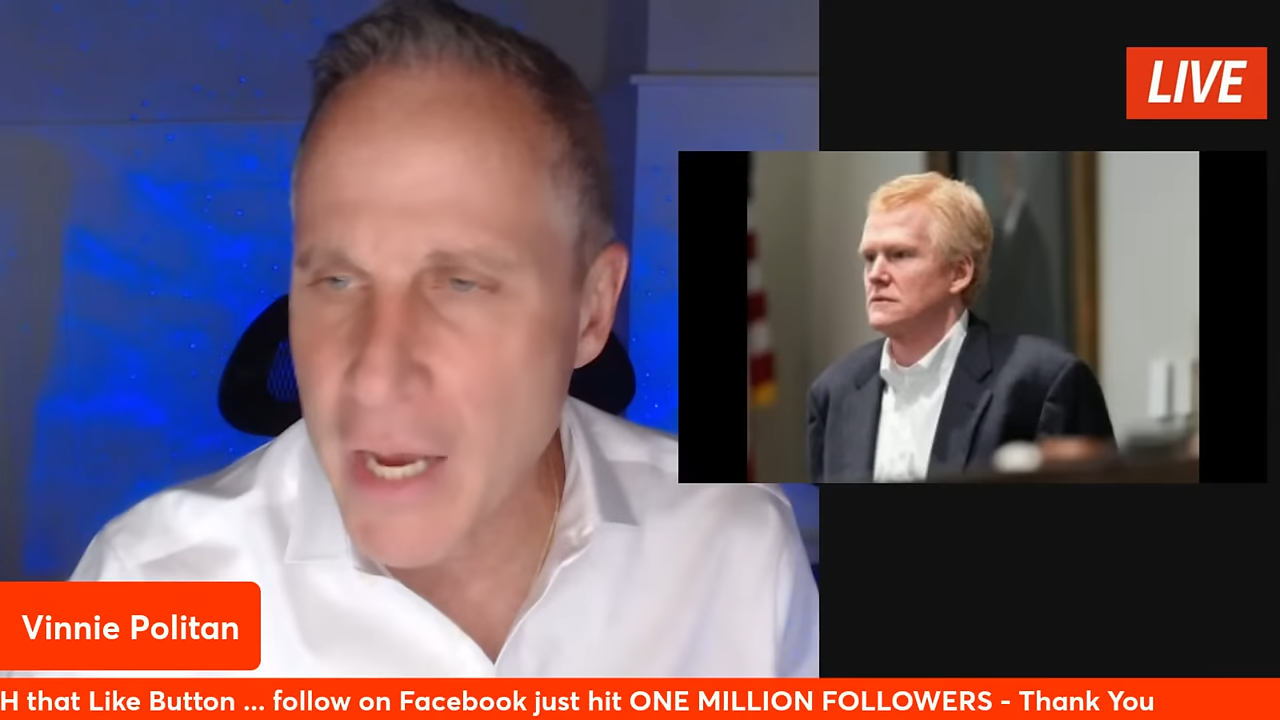 LIVE
Vinnie Politan
H that Like Button ... follow on Facebook just hit ONE MILLION FOLLOWERS - Thank You